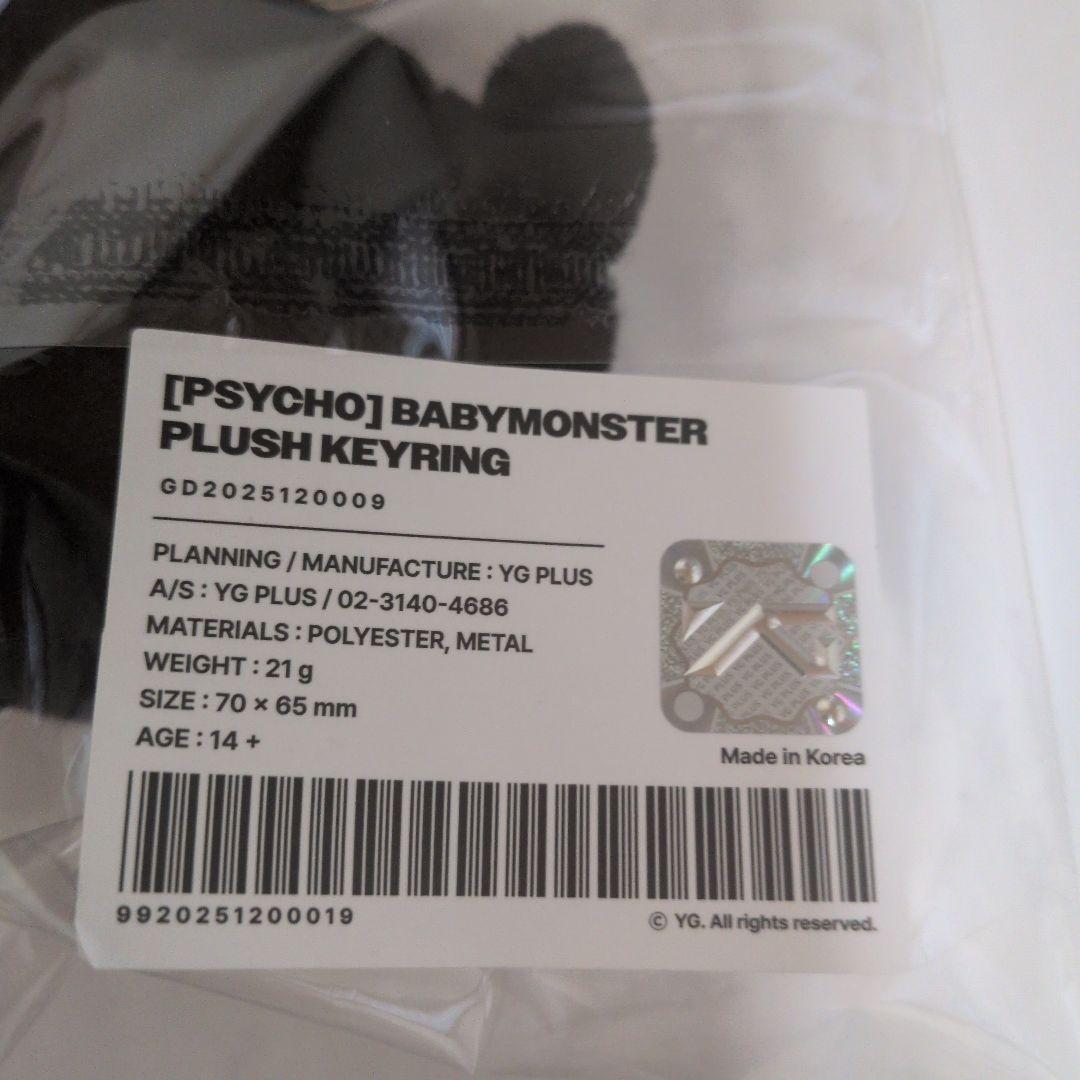 [PSYCHO] BABYMONSTER
PLUSH KEYRING
GD2025120009
PLANNING / MANUFACTURE : YG PLUS
A/S : YG PLUS / 02-3140-4686
MATERIALS : POLYESTER, METAL
WEIGHT : 21 g
SIZE : 70 × 65 mm
AGE : 14 +
Made in Korea
9920251200019
© YG. All rights reserved.